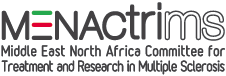 MENACtrims
Middle East North Africa Committee for
Treatment and Research in Multiple Sclerosis